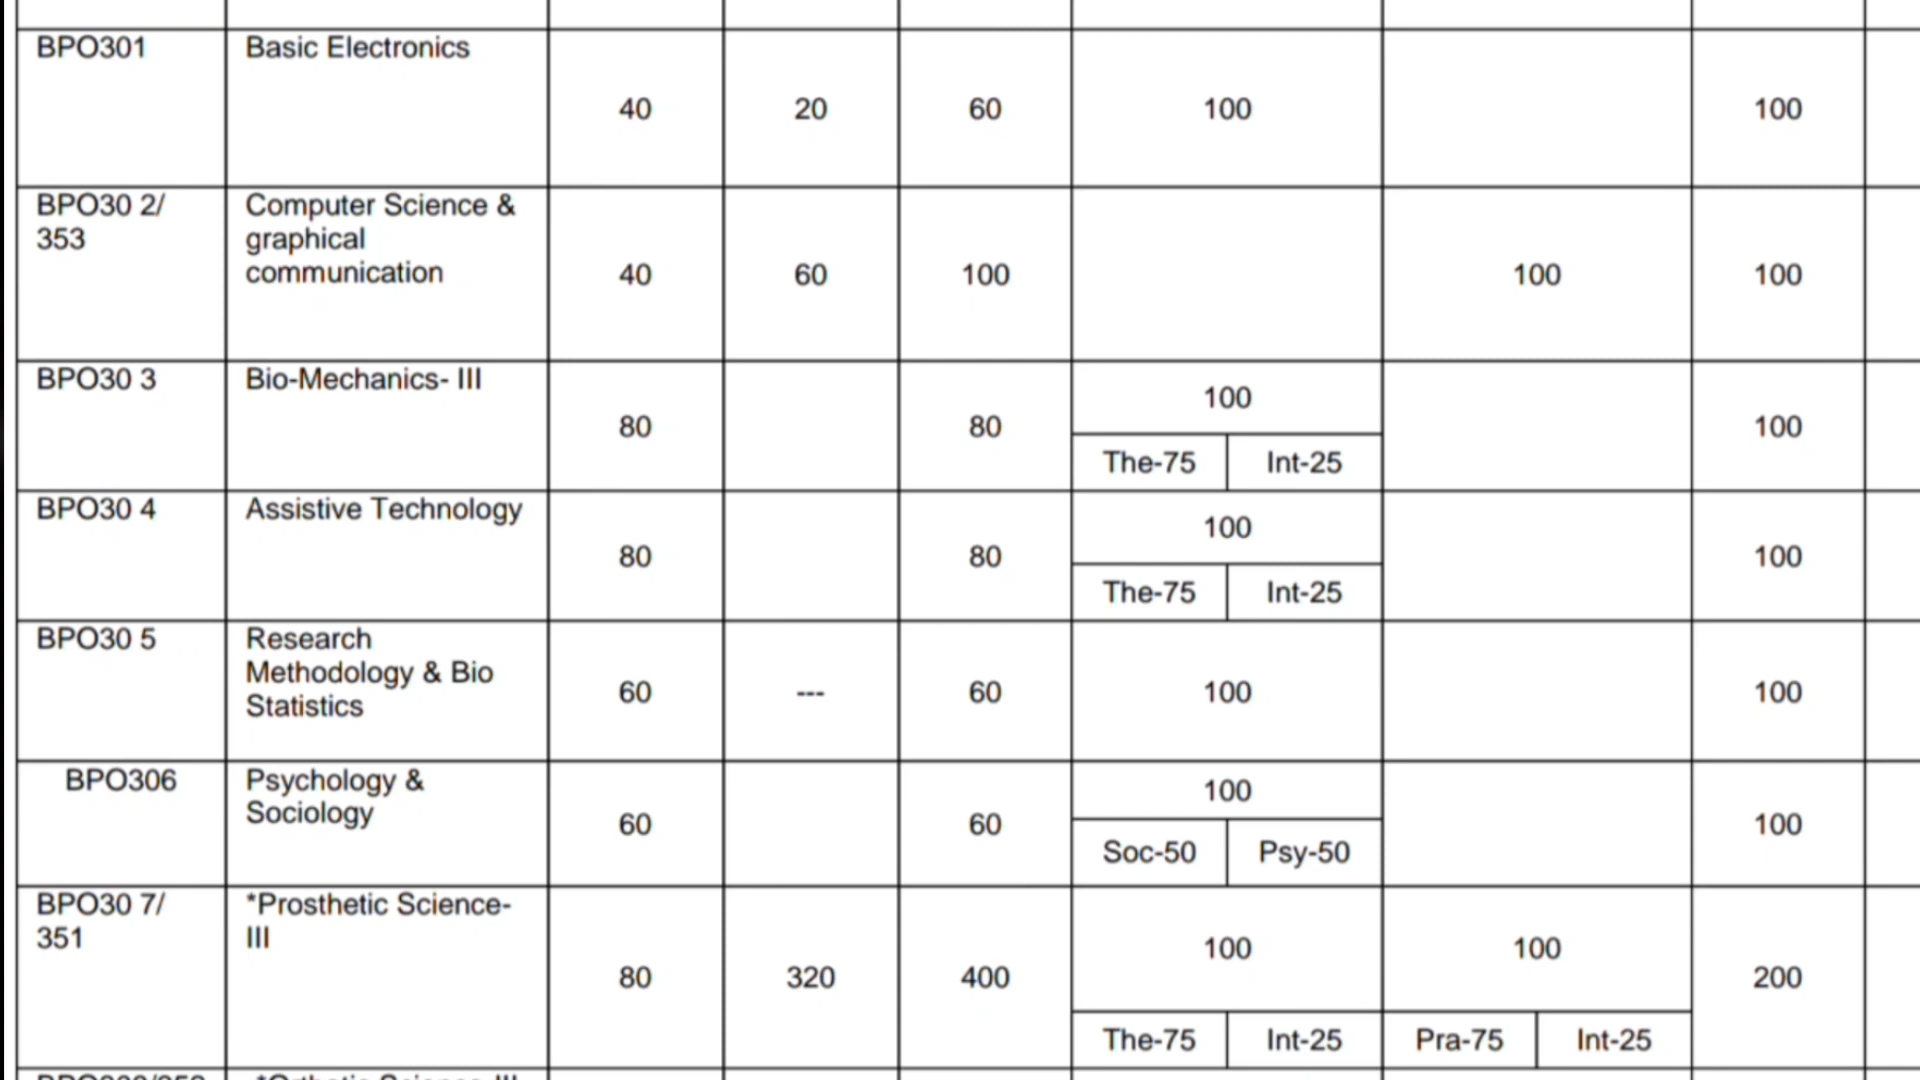 BPO301 Basic Electronics 40 20 60 100 100
BPO30 2/ Computer Science &
353 graphical
communication 40 60 100 100 100
BPO30 3 Bio-Mechanics- III 80 80 100 100
The-75 Int-25
BPO30 4 Assistive Technology 80 80 100 100
The-75 Int-25
BPO30 5 Research
Methodology & Bio
Statistics 60 --- 60 100 100
BPO306 Psychology &
Sociology 60 60 100 100
Soc-50 Psy-50
BPO30 7/ *Prosthetic Science-
351 III 80 320 400 100 100 200
The-75 Int-25 Pra-75 Int-25